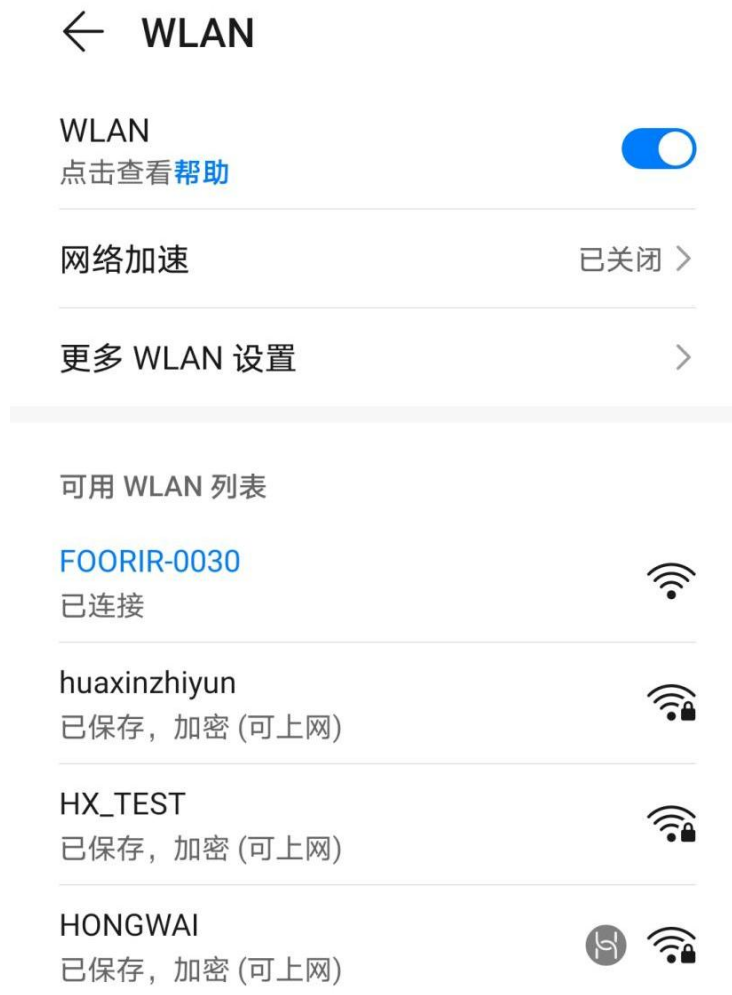 WLAN
WLAN
点击查看帮助
网络加速
已关闭
更多 WLAN 设置
可用 WLAN 列表
FOORIR-0030
已连接
huaxinzhiyun
已保存，加密 (可上网)
HX_TEST
已保存，加密 (可上网)
HONGWAI
已保存，加密 (可上网)